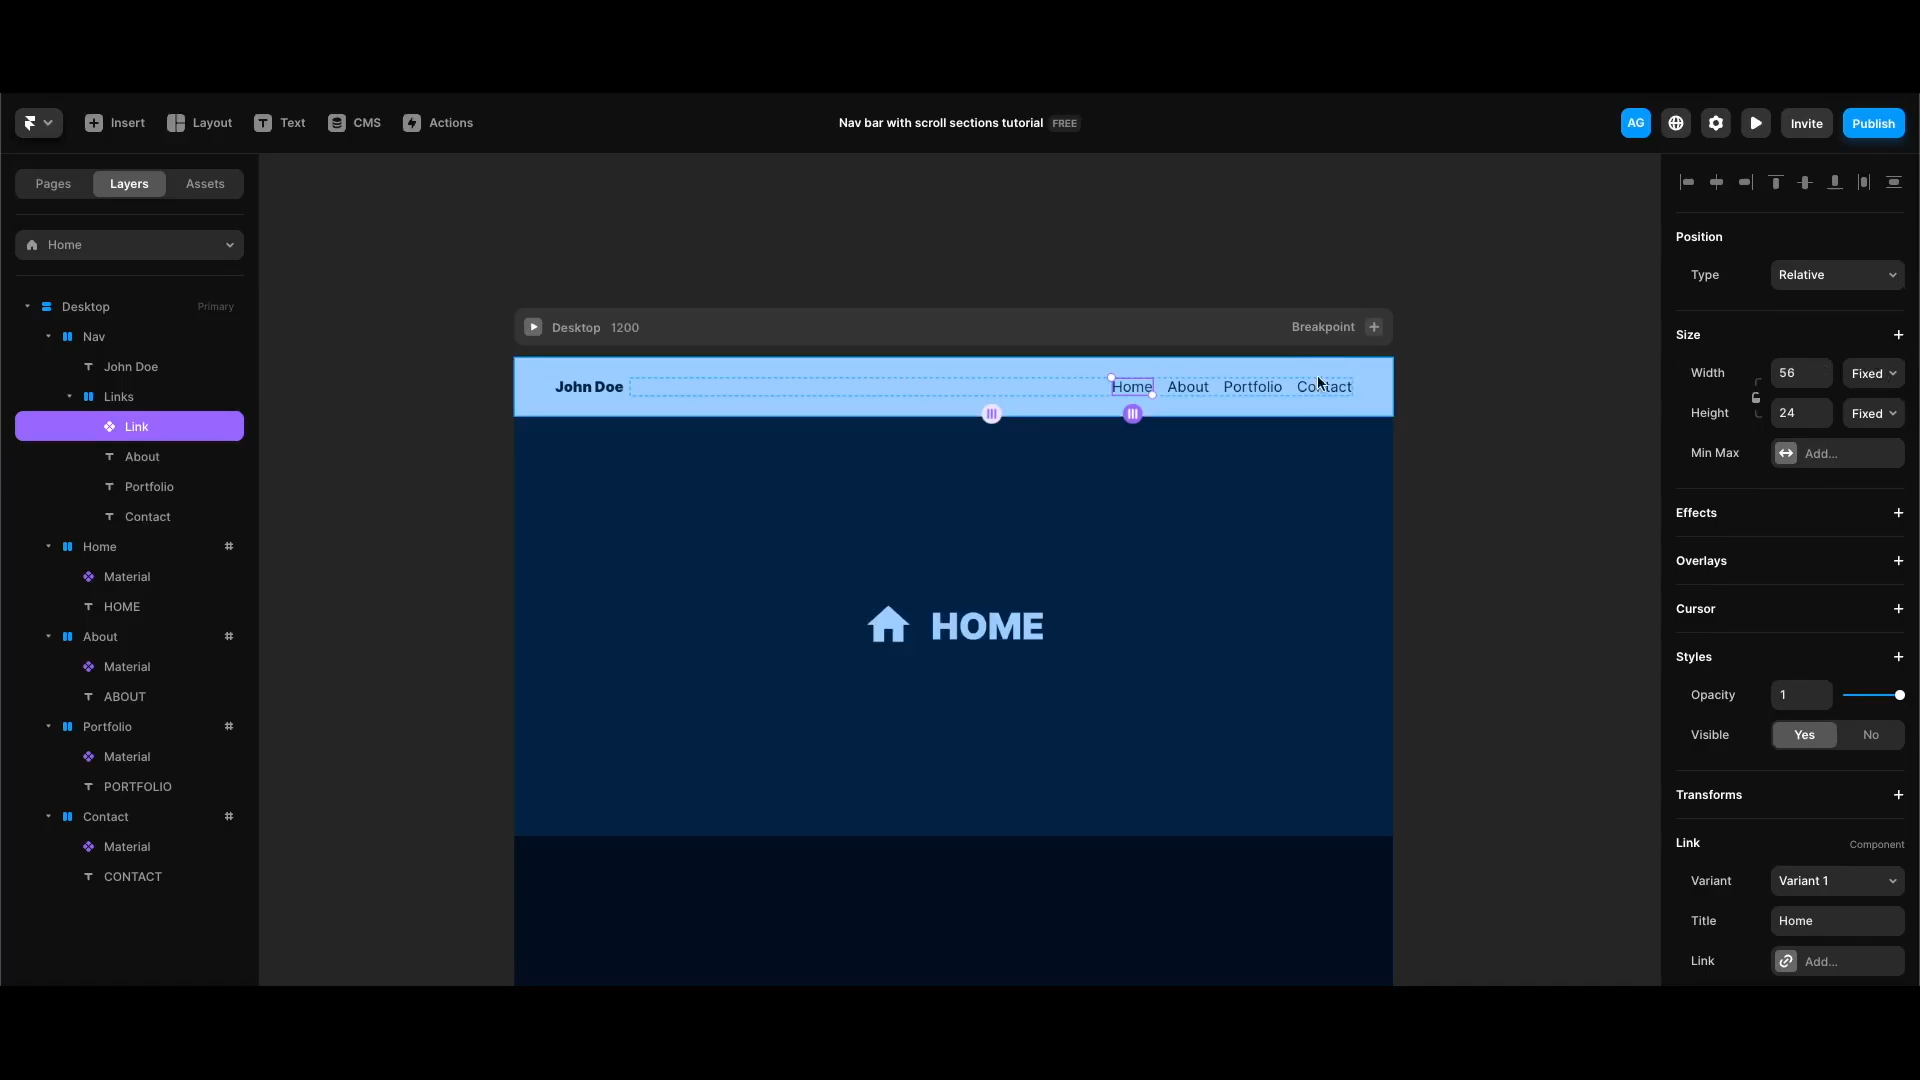 Insert
Layout
Text
CMS
Actions
Nav bar with scroll sections tutorial FREE
AG
Invite
Publish
Pages
Layers
Assets
Home
Desktop Primary
Nav
John Doe
Links
Link
About
Portfolio
Contact
Home
Material
HOME
About
Material
ABOUT
Portfolio
Material
PORTFOLIO
Contact
Material
CONTACT
Desktop 1200
Breakpoint
John Doe
Home About Portfolio Contact
HOME
Position
Type Relative
Size
Width 56 Fixed
Height 24 Fixed
Min Max Add...
Effects
Overlays
Cursor
Styles
Opacity 1
Visible Yes No
Transforms
Link Component
Variant Variant 1
Title Home
Link Add...